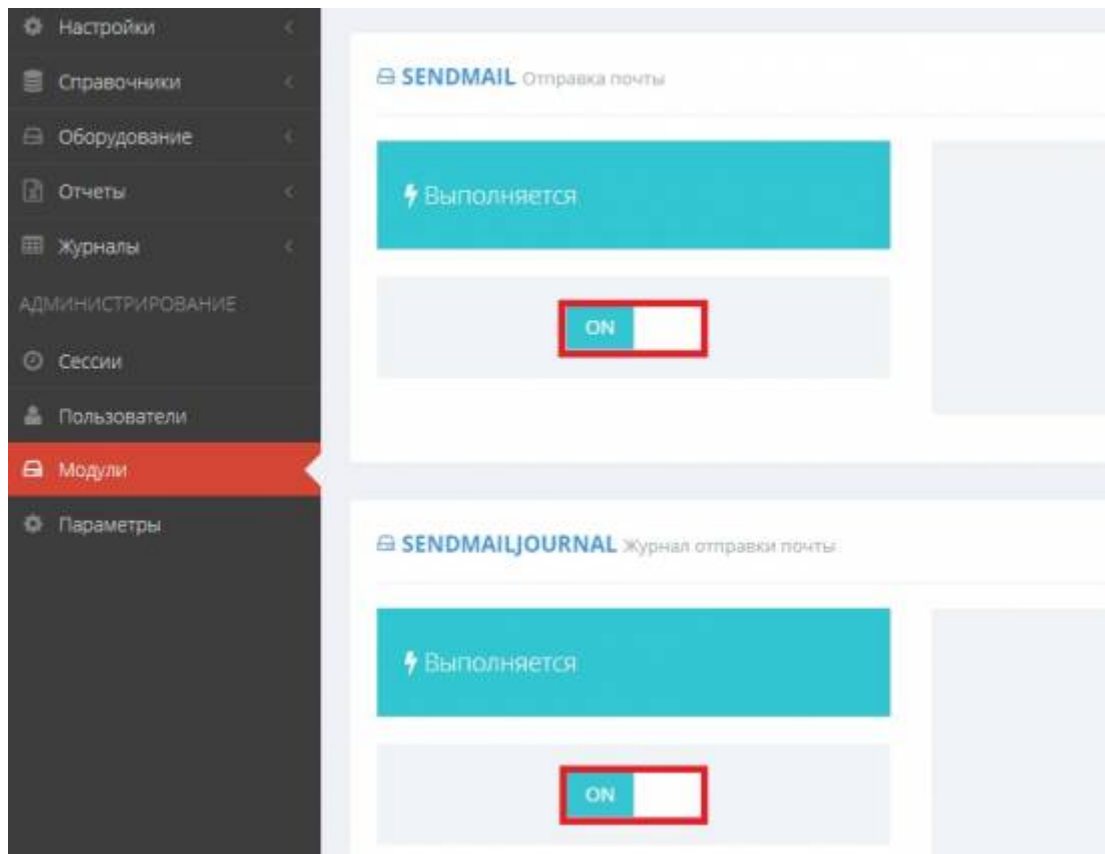 Настройки
Справочники
Оборудование
Отчеты
Журналы
АДМИНИСТРИРОВАНИЕ
Сессии
Пользователи
Модули
Параметры
SENDMAIL Отправка почты
Выполняется
ON
SENDMAILJOURNAL Журнал отправки почты
Выполняется
ON